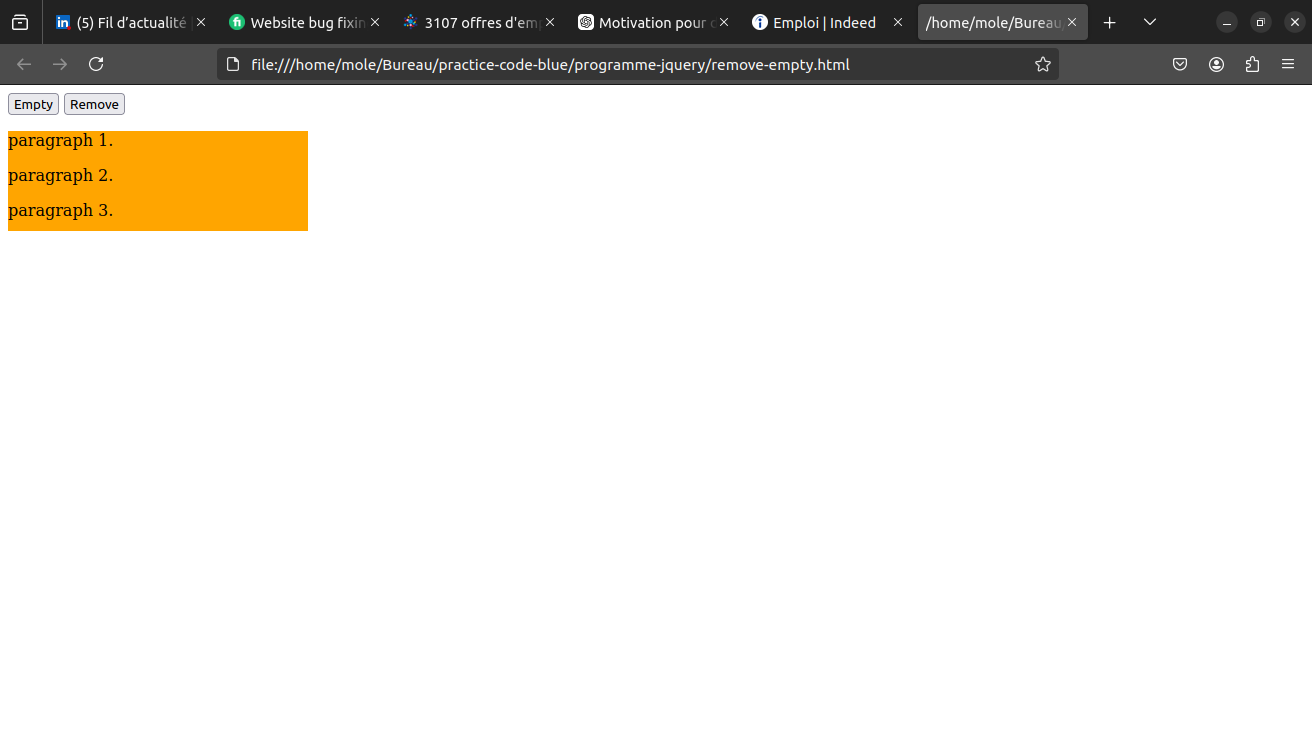 (5) Fil d'actualité
Website bug fixin
3107 offres d'em
Motivation pour
Emploi | Indeed
/home/mole/Bureau/
file:///home/mole/Bureau/practice-code-blue/programme-jquery/remove-empty.html
Empty
Remove
paragraph 1.
paragraph 2.
paragraph 3.